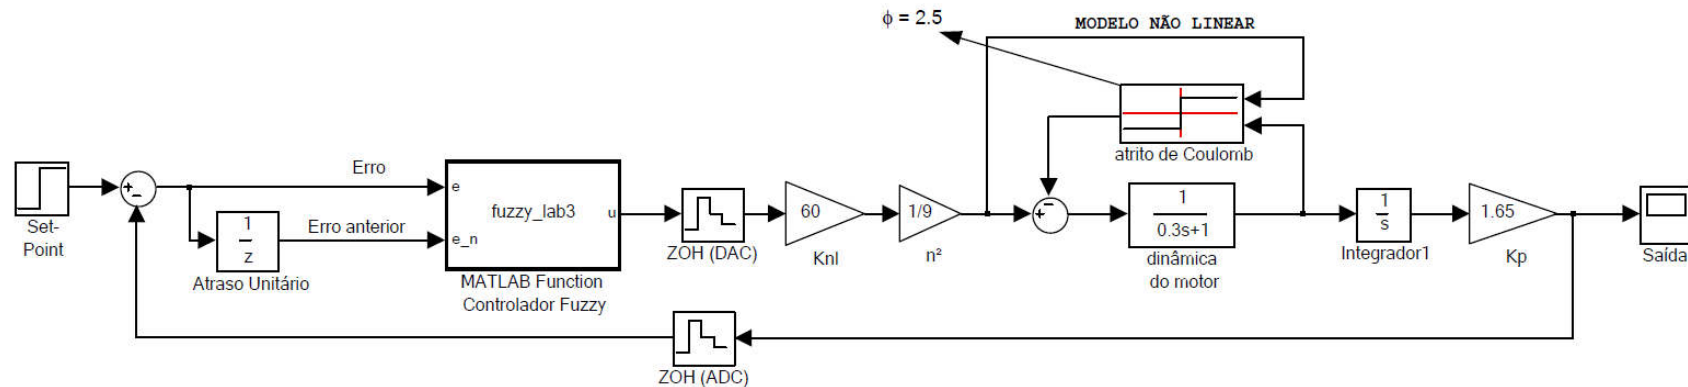 ϕ = 2.5
MODELO NÃO LINEAR
atrito de Coulomb
Set-
Point
+
-
Erro
Erro anterior
1
z
Atraso Unitário
e
e_n
fuzzy_lab3
u
MATLAB Function
Controlador Fuzzy
ZOH (DAC)
60
Knl
1/9
n²
+
-
1
0.3s+1
dinâmica
do motor
1
s
Integrador1
1.65
Kp
Saída
ZOH (ADC)